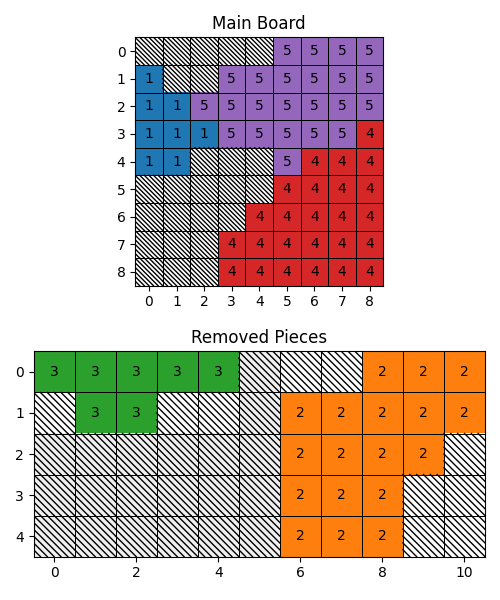 Main Board
0 5 5 5 5
1 1 5 5 5 5 5 5
2 1 1 5 5 5 5 5 5 5
3 1 1 1 5 5 5 5 5 4
4 1 1 5 4 4 4
5 4 4 4 4
6 4 4 4 4 4
7 4 4 4 4 4 4
8 4 4 4 4 4 4
0 1 2 3 4 5 6 7 8
Removed Pieces
0 3 3 3 3 3 2 2 2
1 3 3 2 2 2 2 2
2 2 2 2 2
3 2 2 2
4 2 2 2
0 2 4 6 8 10